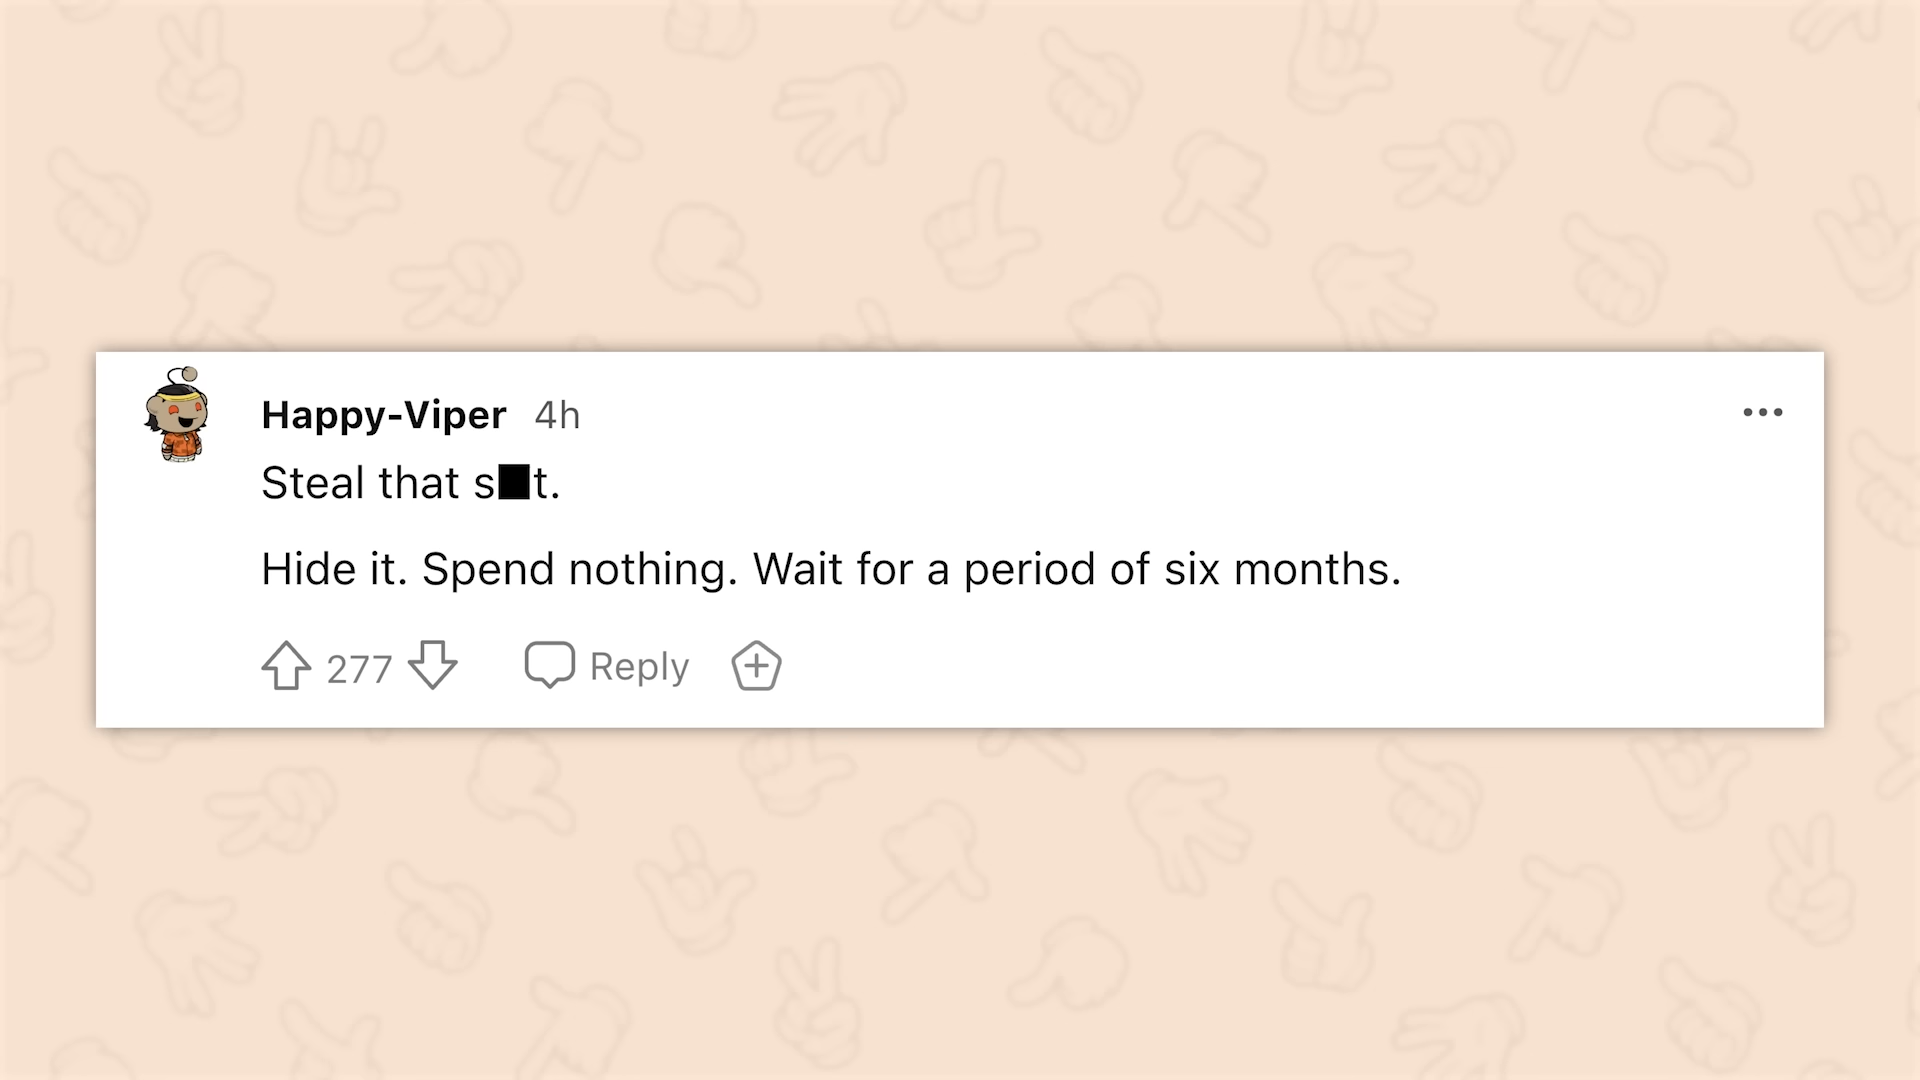 Happy-Viper 4h
Steal that s■t.
Hide it. Spend nothing. Wait for a period of six months.
277 Reply